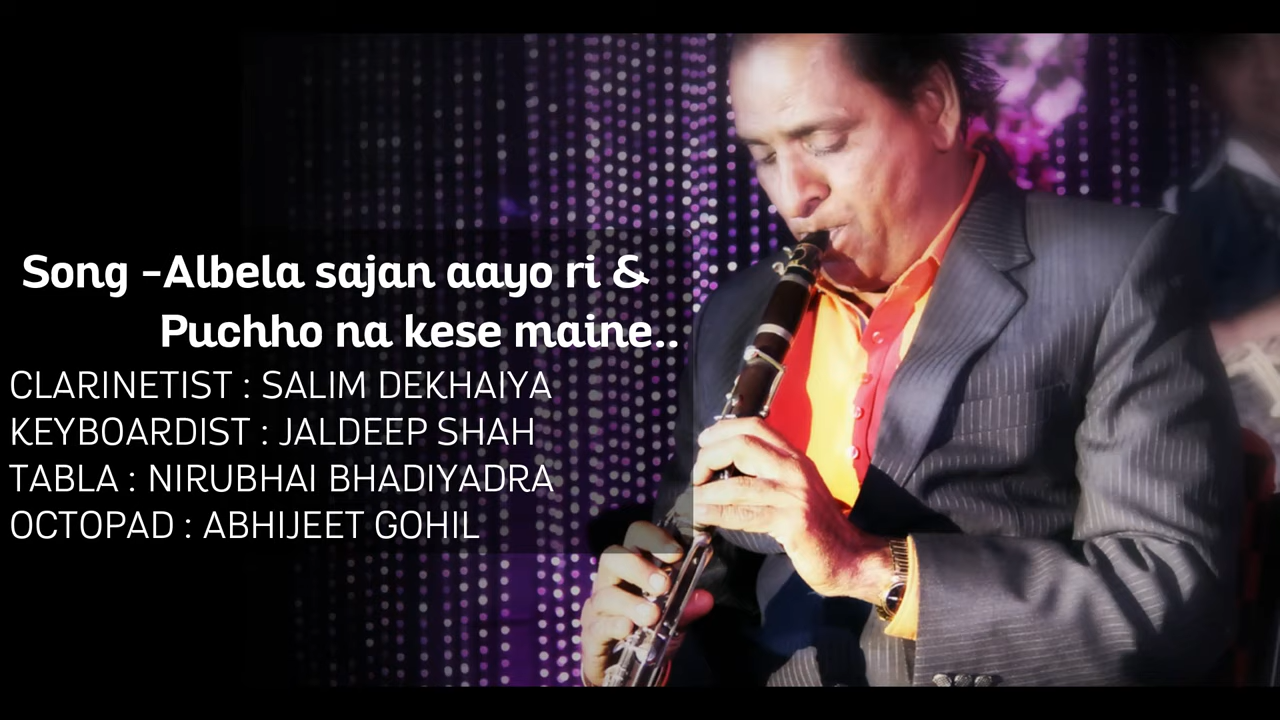 Song -Albela sajan aayo ri &
Puchho na kese maine..
CLARINETIST : SALIM DEKHAIYA
KEYBOARDIST : JALDEEP SHAH
TABLA : NIRUBHAI BHADIYADRA
OCTOPAD : ABHIJEET GOHIL